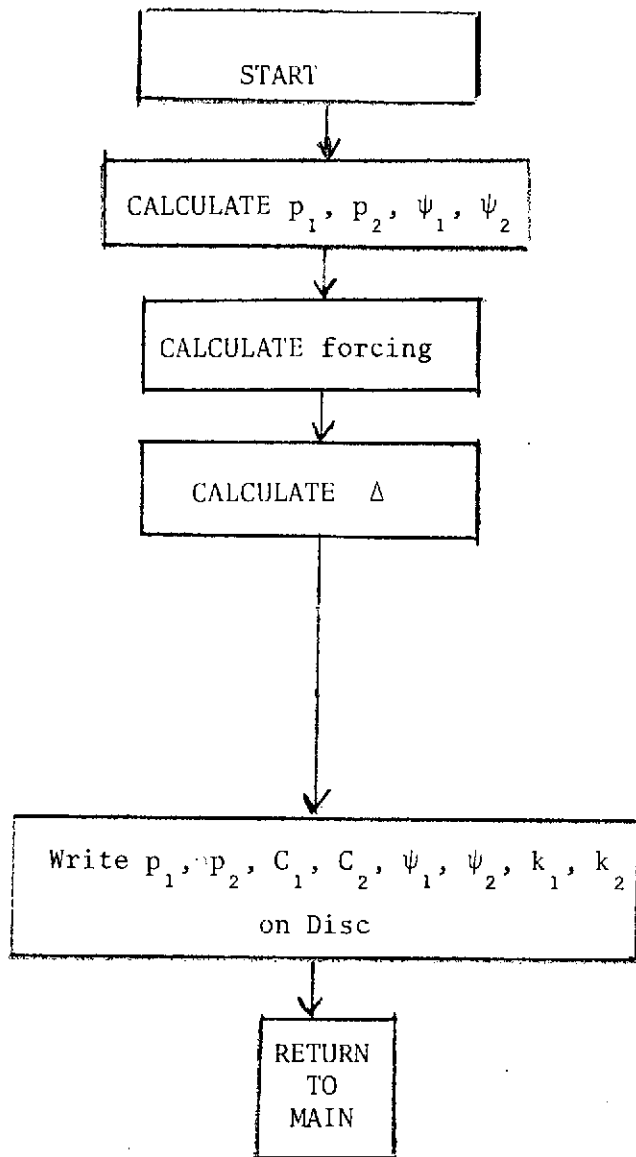 START
CALCULATE p₁, p₂, ψ₁, ψ₂
CALCULATE forcing
CALCULATE Δ
Write p₁, p₂, C₁, C₂, ψ₁, ψ₂, k₁, k₂
on Disc
RETURN
TO
MAIN